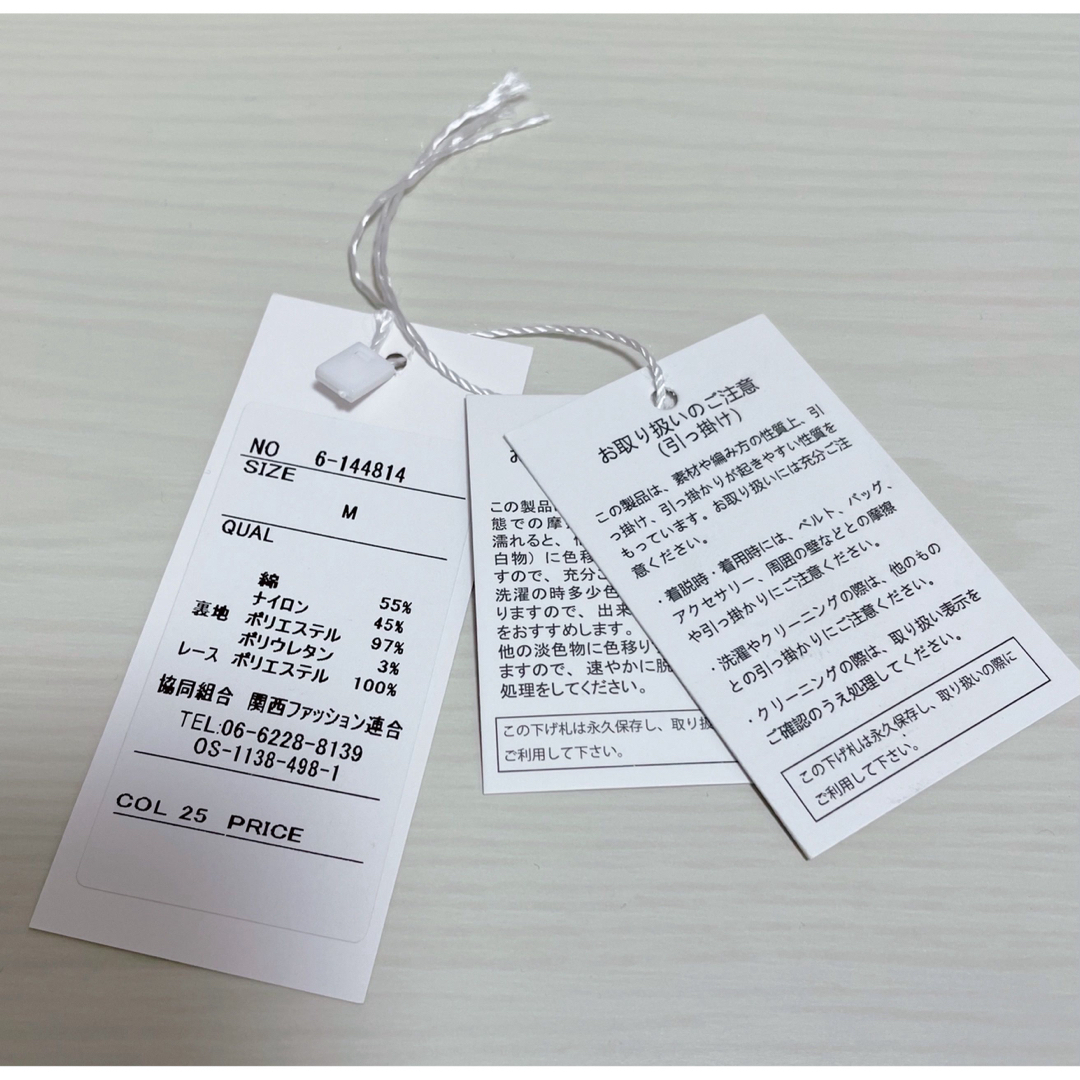 NO 6-144814
SIZE
M
QUAL
綿 55%
ナイロン 45%
裏地 ポリエステル 97%
ポリウレタン 3%
レース ポリエステル 100%
協同組合 関西ファッション連合
TEL:06-6228-8139
OS-1138-498-1
COL 25 PRICE
この製品
態での摩
濡れると、
白物）に色移
すので、充分ご
洗濯の時多少色
りますので、出来
をおすすめします。
他の淡色物に色移り
ますので、速やかに脱
処理をしてください。
この下げ札は永久保存し、取り扱
ご利用して下さい。
お取り扱いのご注意
（引っ掛け）
この製品は、素材や編み方の性質上、引
っ掛け、引っ掛かりが起きやすい性質を
もっています。お取り扱いには充分ご注
意ください。
・着脱時・着用時には、ベルト、バッグ、
アクセサリー、周囲の壁などとの摩擦
や引っ掛かりにご注意ください。
・洗濯やクリーニングの際は、他のもの
との引っ掛かりにご注意ください。
・クリーニングの際は、取り扱い表示を
ご確認のうえ処理してください。
この下げ札は永久保存し、取り扱いの際に
ご利用して下さい。